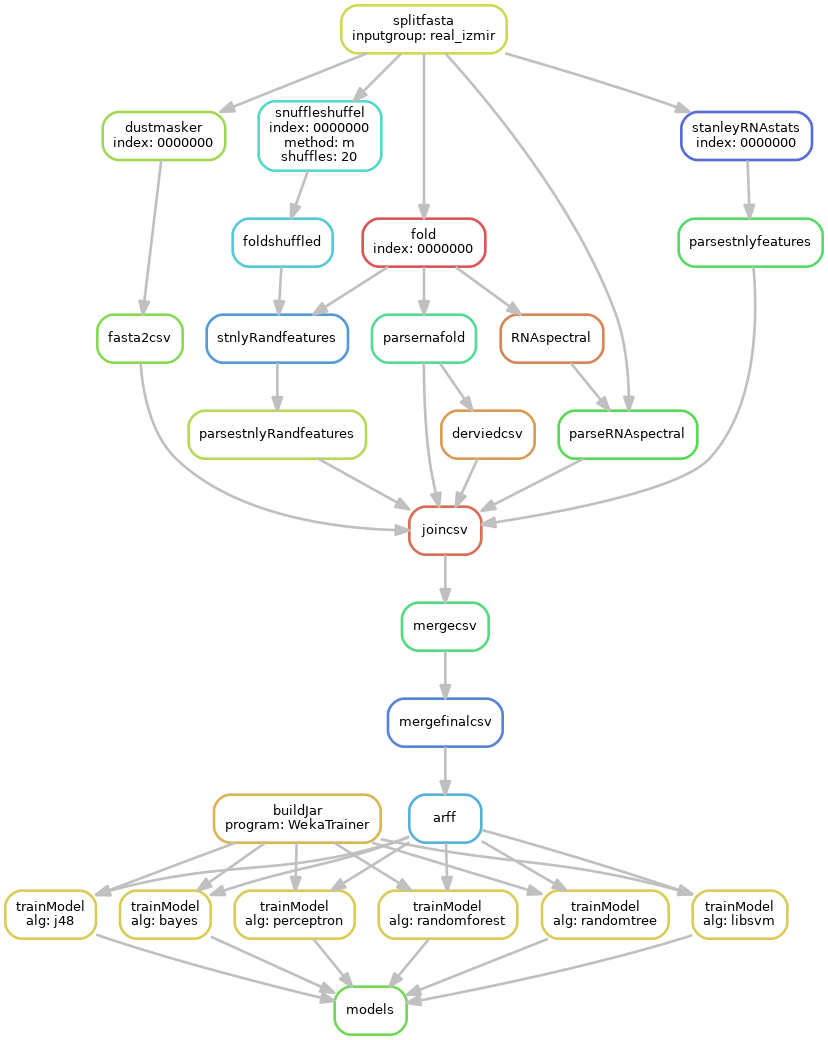 splitfasta
inputgroup: real_izmir
dustmasker
index: 0000000
snuffleshuffel
index: 0000000
method: m
shuffles: 20
stanleyRNAstats
index: 0000000
foldshuffled
fold
index: 0000000
parsestnlyfeatures
fasta2csv
stnlyRandfeatures
parsernafold
RNAspectral
parsestnlyRandfeatures
derviedcsv
parseRNAspectral
joincsv
mergecsv
mergefinalcsv
buildJar
program: WekaTrainer
arff
trainModel
alg: j48
trainModel
alg: bayes
trainModel
alg: perceptron
trainModel
alg: randomforest
trainModel
alg: randomtree
trainModel
alg: libsvm
models